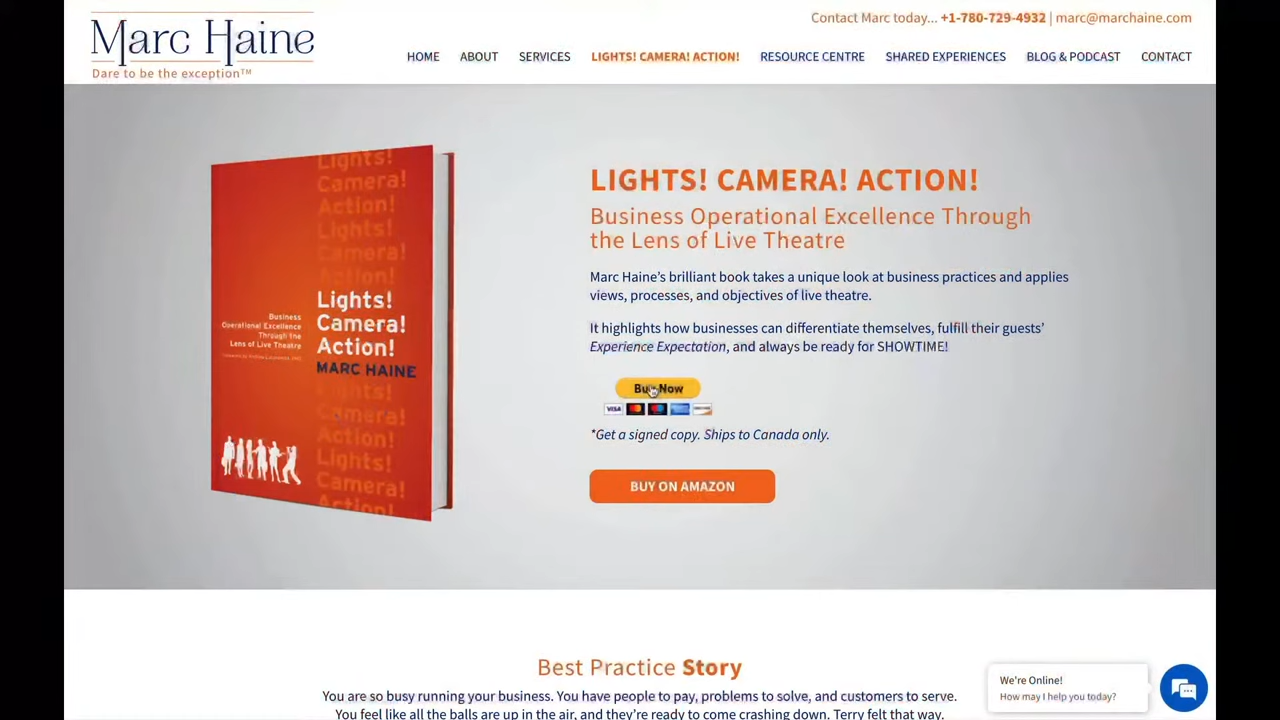 Marc Haine
Dare to be the exception™
Contact Marc today... +1-780-729-4932 | marc@marchaine.com
HOME ABOUT SERVICES LIGHTS! CAMERA! ACTION! RESOURCE CENTRE SHARED EXPERIENCES BLOG & PODCAST CONTACT
Lights!
Camera!
Action!
Lights!
Camera!
Action!
Lights!
Camera!
Action!
MARC HAINE
Business
Operational Excellence
Through the
Lens of Live Theatre
Lights!
Camera!
Action!
Lights!
Camera!
Action!
LIGHTS! CAMERA! ACTION!
Business Operational Excellence Through
the Lens of Live Theatre
Marc Haine's brilliant book takes a unique look at business practices and applies
views, processes, and objectives of live theatre.
It highlights how businesses can differentiate themselves, fulfill their guests'
Experience Expectation, and always be ready for SHOWTIME!
Buy Now
VISA
*Get a signed copy. Ships to Canada only.
BUY ON AMAZON
Best Practice Story
You are so busy running your business. You have people to pay, problems to solve, and customers to serve.
You feel like all the balls are up in the air, and they're ready to come crashing down. Terry felt that way.
We're Online!
How may I help you today?